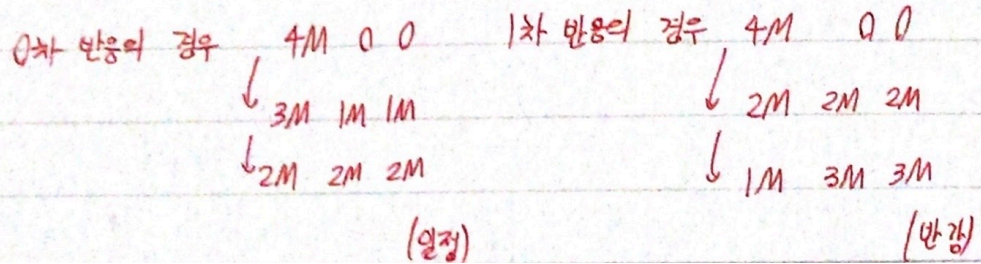 0차 반응의 경우 4M 0 0
↓ 3M 1M 1M
↓ 2M 2M 2M
(일정)
1차 반응의 경우 4M 0 0
↓ 2M 2M 2M
↓ 1M 3M 3M
(반감)